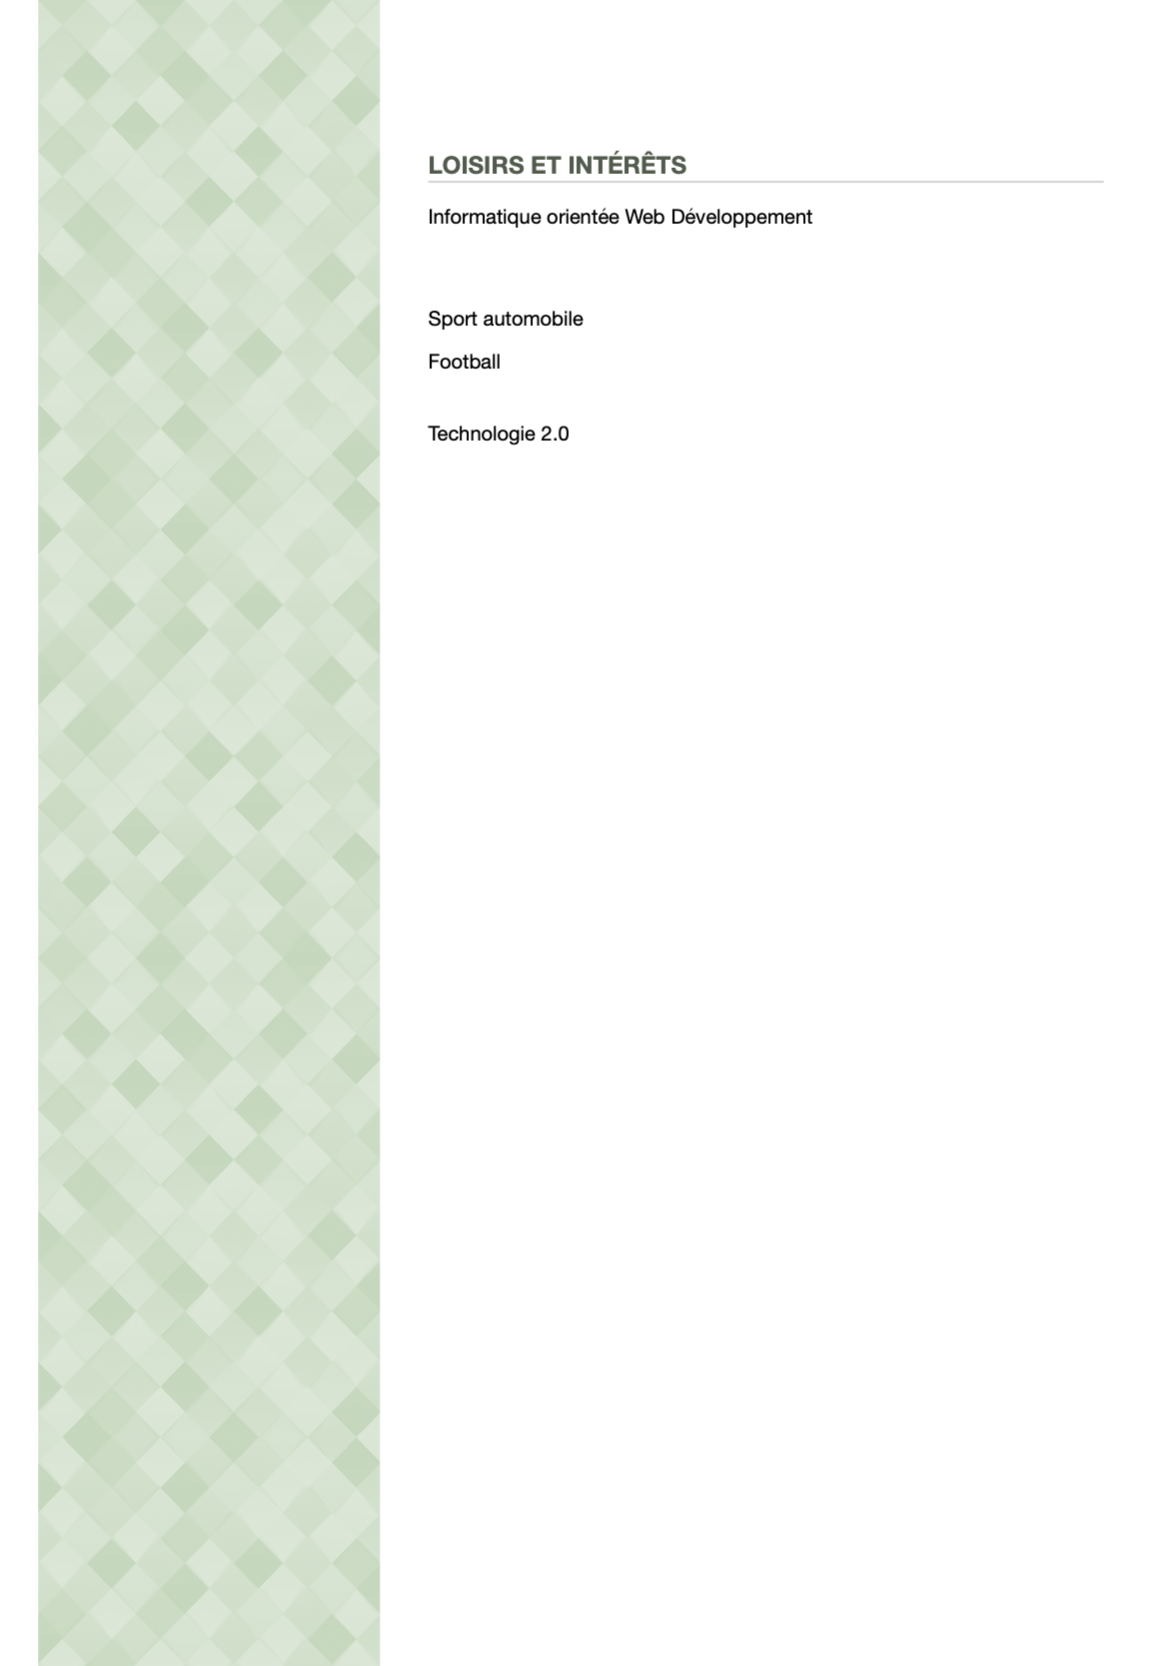 LOISIRS ET INTÉRÊTS
Informatique orientée Web Développement
Sport automobile
Football
Technologie 2.0